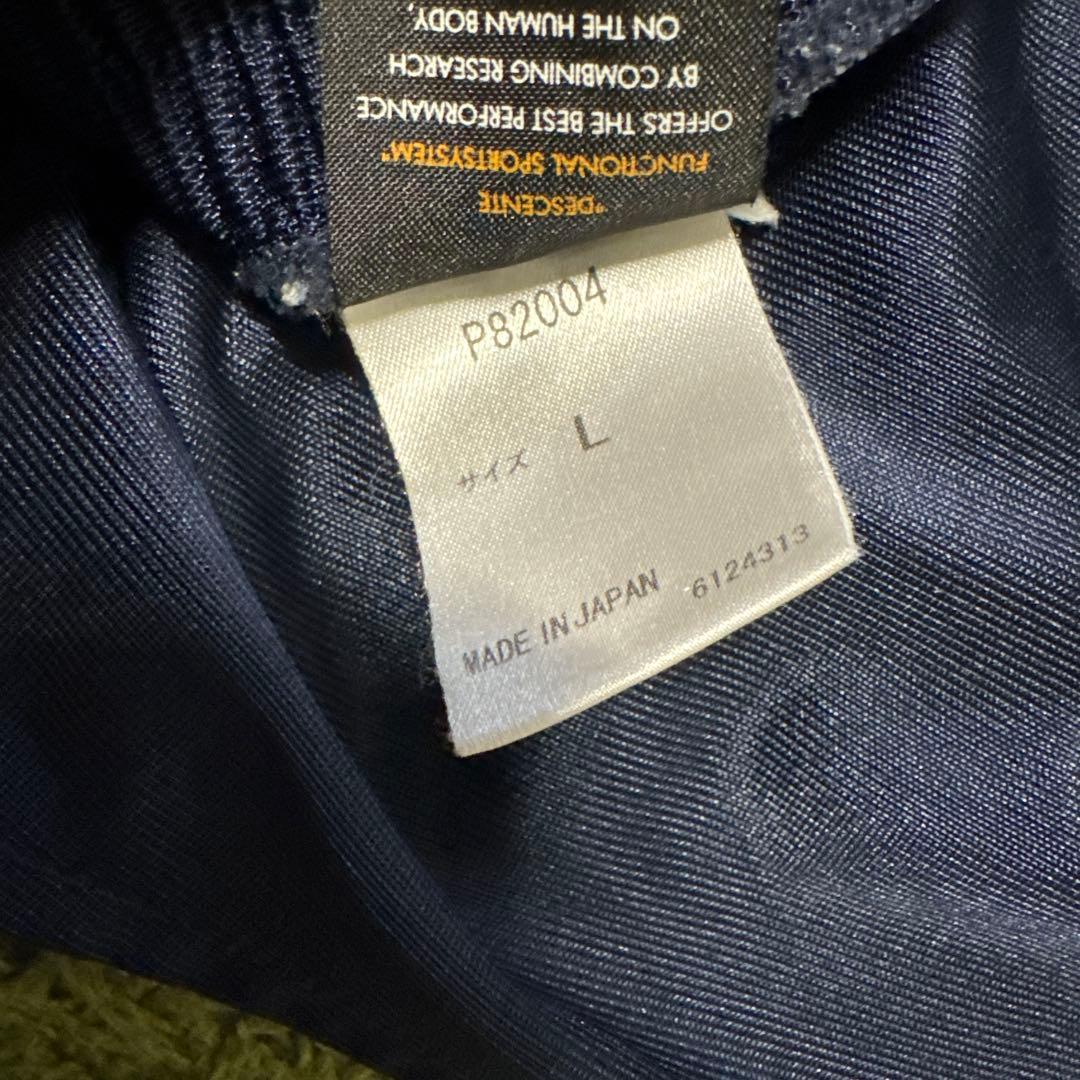 "DESCENTE
FUNCTIONAL SPORTSYSTEM"
OFFERS THE BEST PERFORMANCE
BY COMBINING RESEARCH
ON THE HUMAN BODY,
P82004
サイズ L
MADE IN JAPAN 6124313